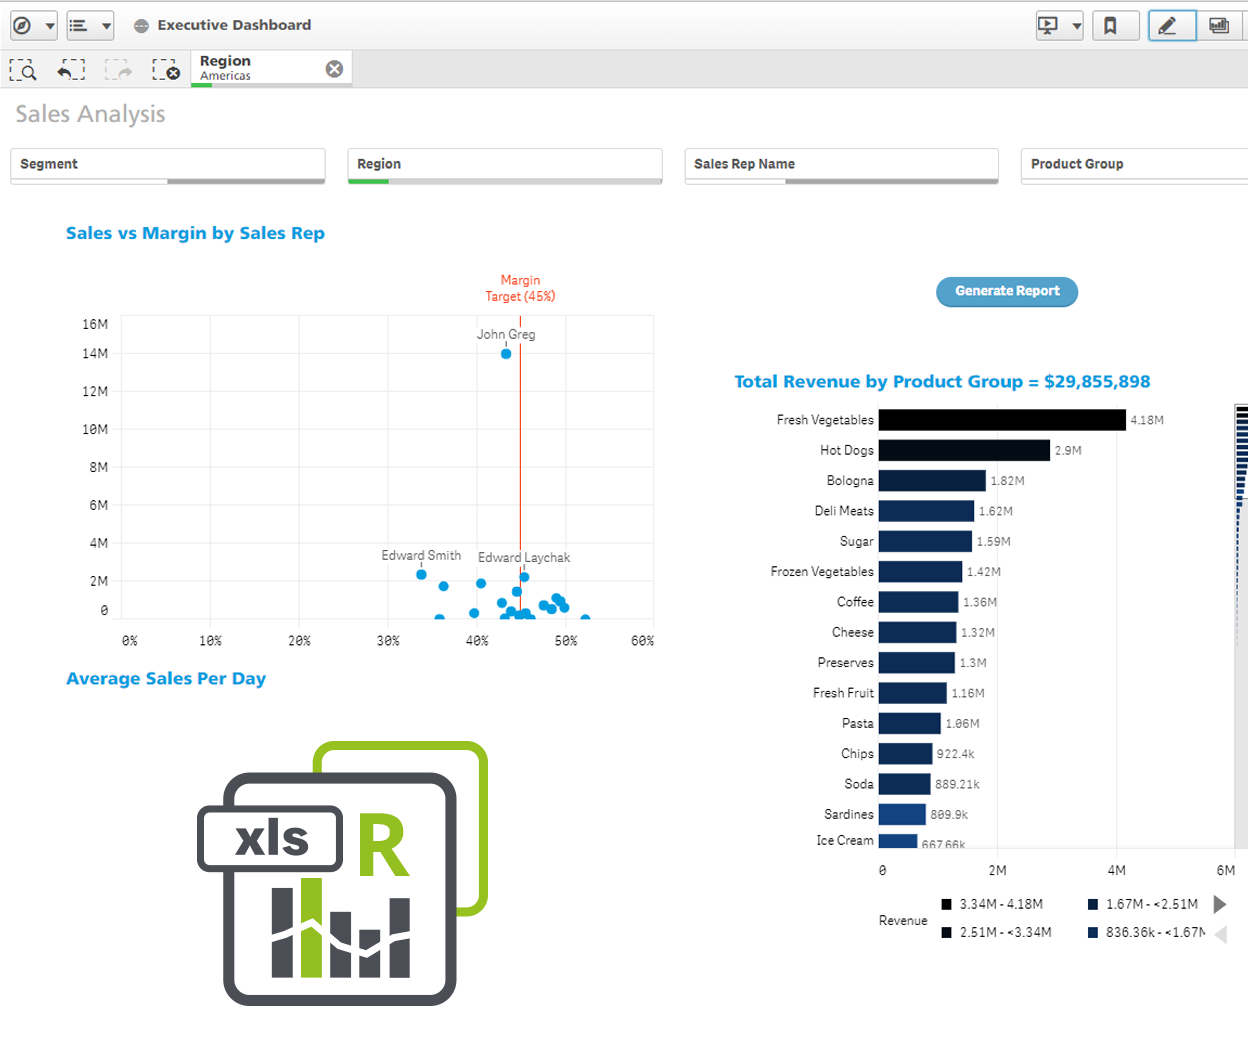 Executive Dashboard
Region
Americas
Sales Analysis
Segment
Region
Sales Rep Name
Product Group
Sales vs Margin by Sales Rep
Margin
Target (45%)
16M
14M
12M
10M
8M
6M
4M
2M
0
John Greg
Edward Smith
Edward Laychak
0%
10%
20%
30%
40%
50%
60%
Generate Report
Total Revenue by Product Group = $29,855,898
Fresh Vegetables 4.18M
Hot Dogs 2.9M
Bologna 1.82M
Deli Meats 1.62M
Sugar 1.59M
Frozen Vegetables 1.42M
Coffee 1.36M
Cheese 1.32M
Preserves 1.3M
Fresh Fruit 1.16M
Pasta 1.06M
Chips 922.4k
Soda 889.21k
Sardines 809.9k
Ice Cream 667.66k
0
2M
4M
6M
Revenue
3.34M - 4.18M
1.67M - <2.51M
2.51M - <3.34M
836.36k - <1.67M
Average Sales Per Day
xls
R